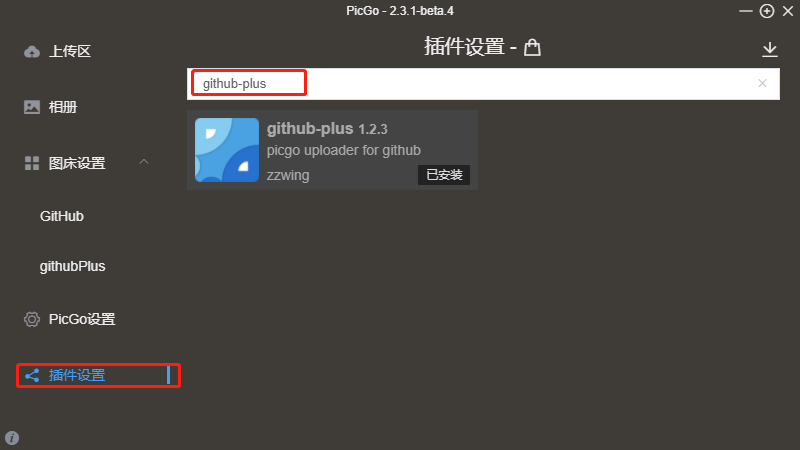 PicGo - 2.3.1-beta.4
上传区
相册
图床设置
GitHub
githubPlus
PicGo设置
插件设置
插件设置 -
github-plus
github-plus 1.2.3
picgo uploader for github
zzwing
已安装